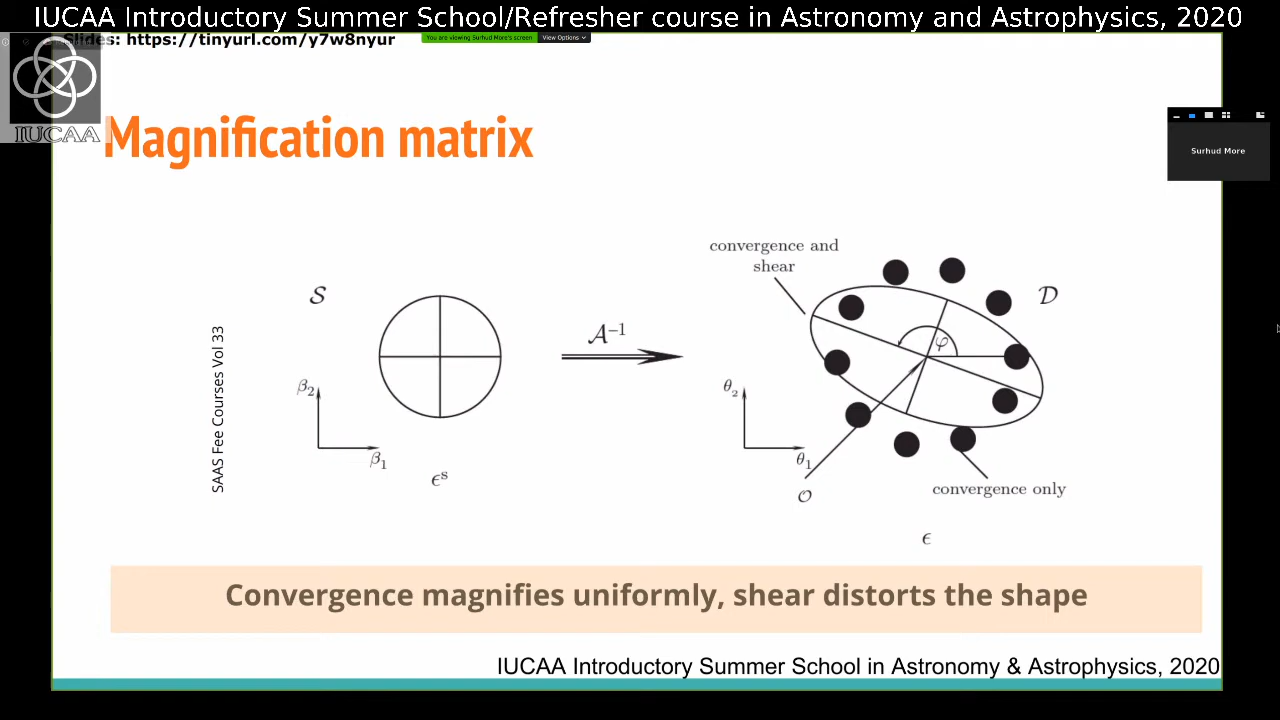 IUCAA Introductory Summer School/Refresher course in Astronomy and Astrophysics, 2020
Slides: https://tinyurl.com/y7w8nyur
You are viewing Surhud More's screen
View Options
IUCAA
Magnification matrix
Surhud More
convergence and
shear
S
D
A⁻¹
φ
SAAS Fee Courses Vol 33
β₂
θ₂
β₁
θ₁
ϵˢ
O
convergence only
ϵ
Convergence magnifies uniformly, shear distorts the shape
IUCAA Introductory Summer School in Astronomy & Astrophysics, 2020